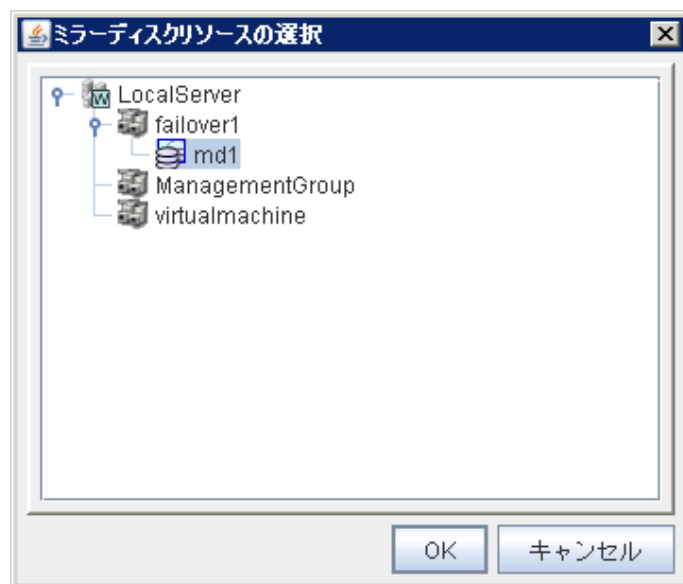 ミラーディスクリソースの選択
LocalServer
failover1
md1
ManagementGroup
virtualmachine
OK キャンセル